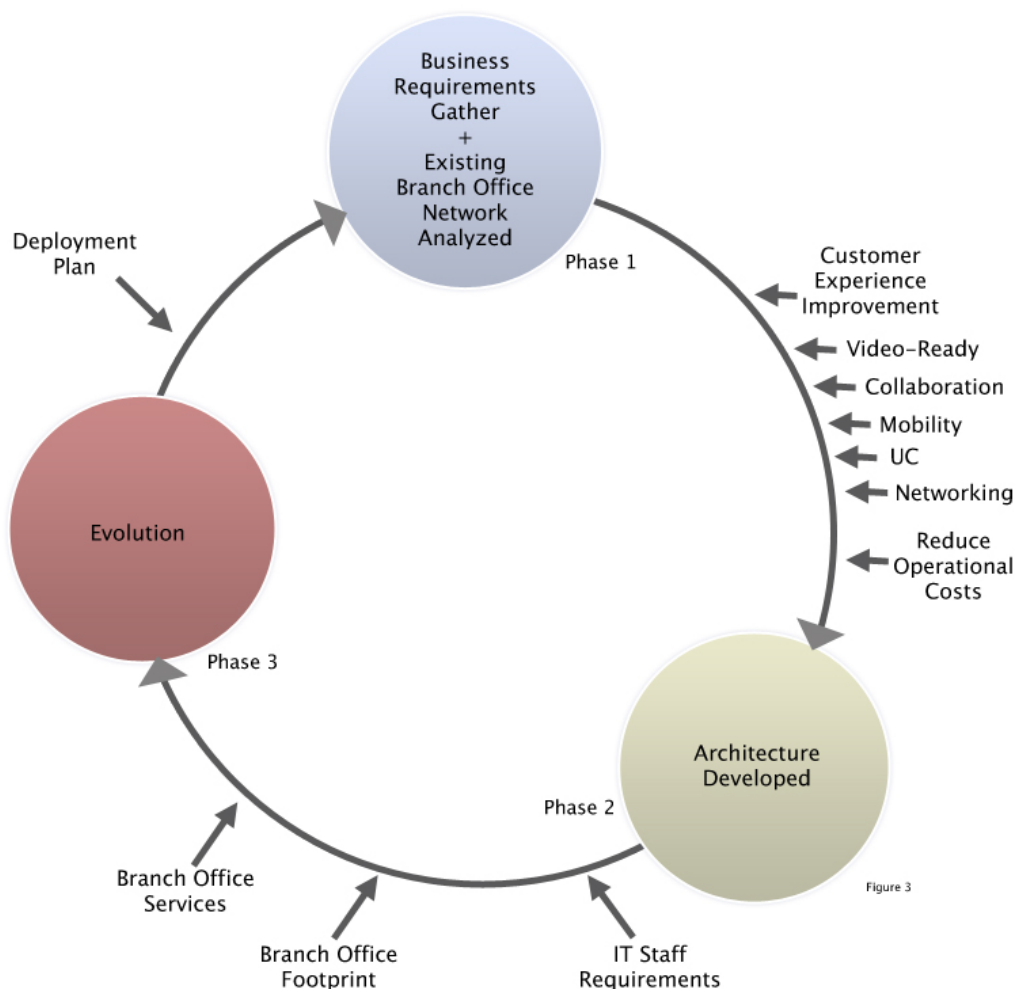 Business
Requirements
Gather
+
Existing
Branch Office
Network
Analyzed
Phase 1
Deployment
Plan
Customer
Experience
Improvement
Video-Ready
Collaboration
Mobility
UC
Networking
Reduce
Operational
Costs
Evolution
Phase 3
Architecture
Developed
Phase 2
Figure 3
Branch Office
Services
Branch Office
Footprint
IT Staff
Requirements